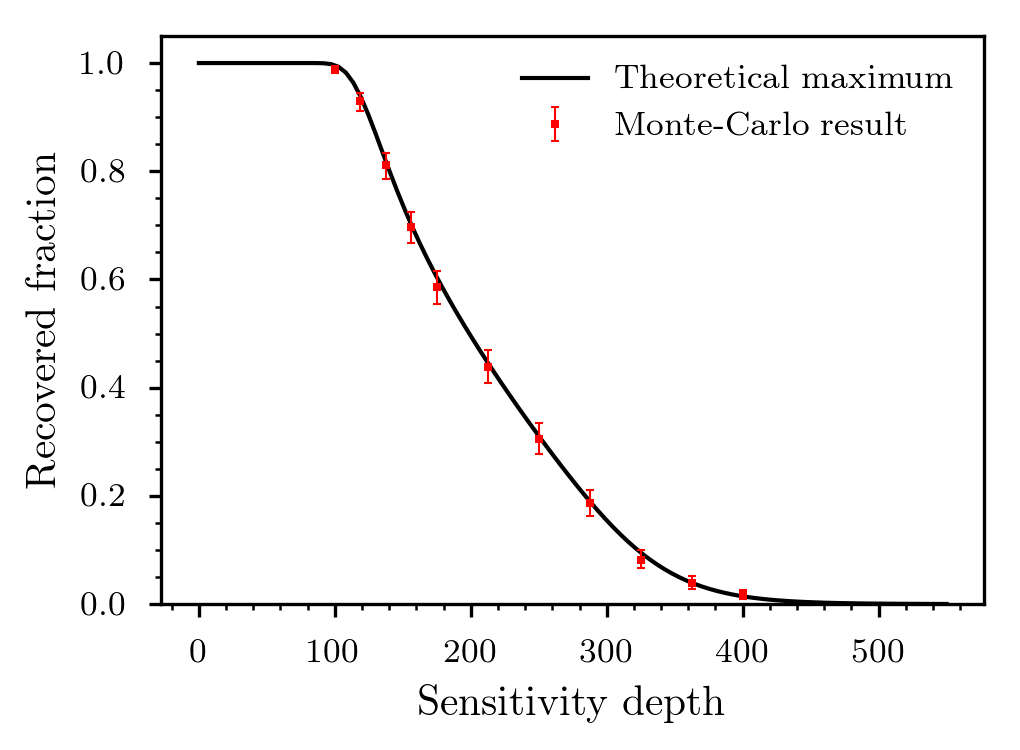 Theoretical maximum
Monte-Carlo result
Recovered fraction
1.0
0.8
0.6
0.4
0.2
0.0
0 100 200 300 400 500
Sensitivity depth